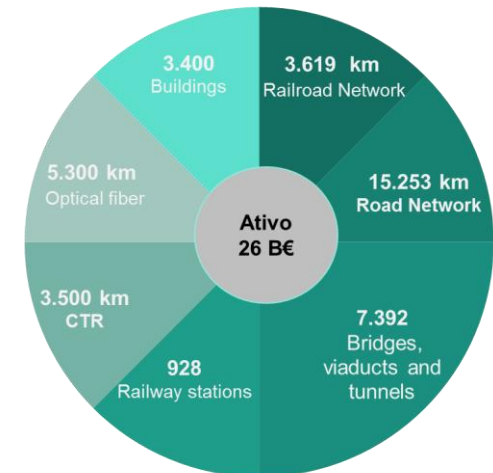 3.400
Buildings
3.619 km
Railroad Network
5.300 km
Optical fiber
15.253 km
Road Network
Ativo
26 B€
3.500 km
CTR
7.392
Bridges,
viaducts and
tunnels
928
Railway stations